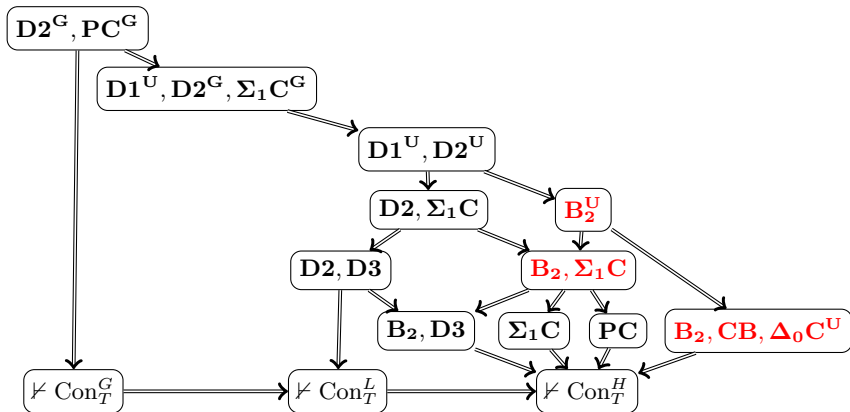 D2^G, PC^G
D1^U, D2^G, Σ₁C^G
D1^U, D2^U
D2, Σ₁C
B₂^U
D2, D3
B₂, Σ₁C
B₂, D3
Σ₁C
PC
B₂, CB, Δ₀C^U
⊬ Con_T^G
⊬ Con_T^L
⊬ Con_T^H